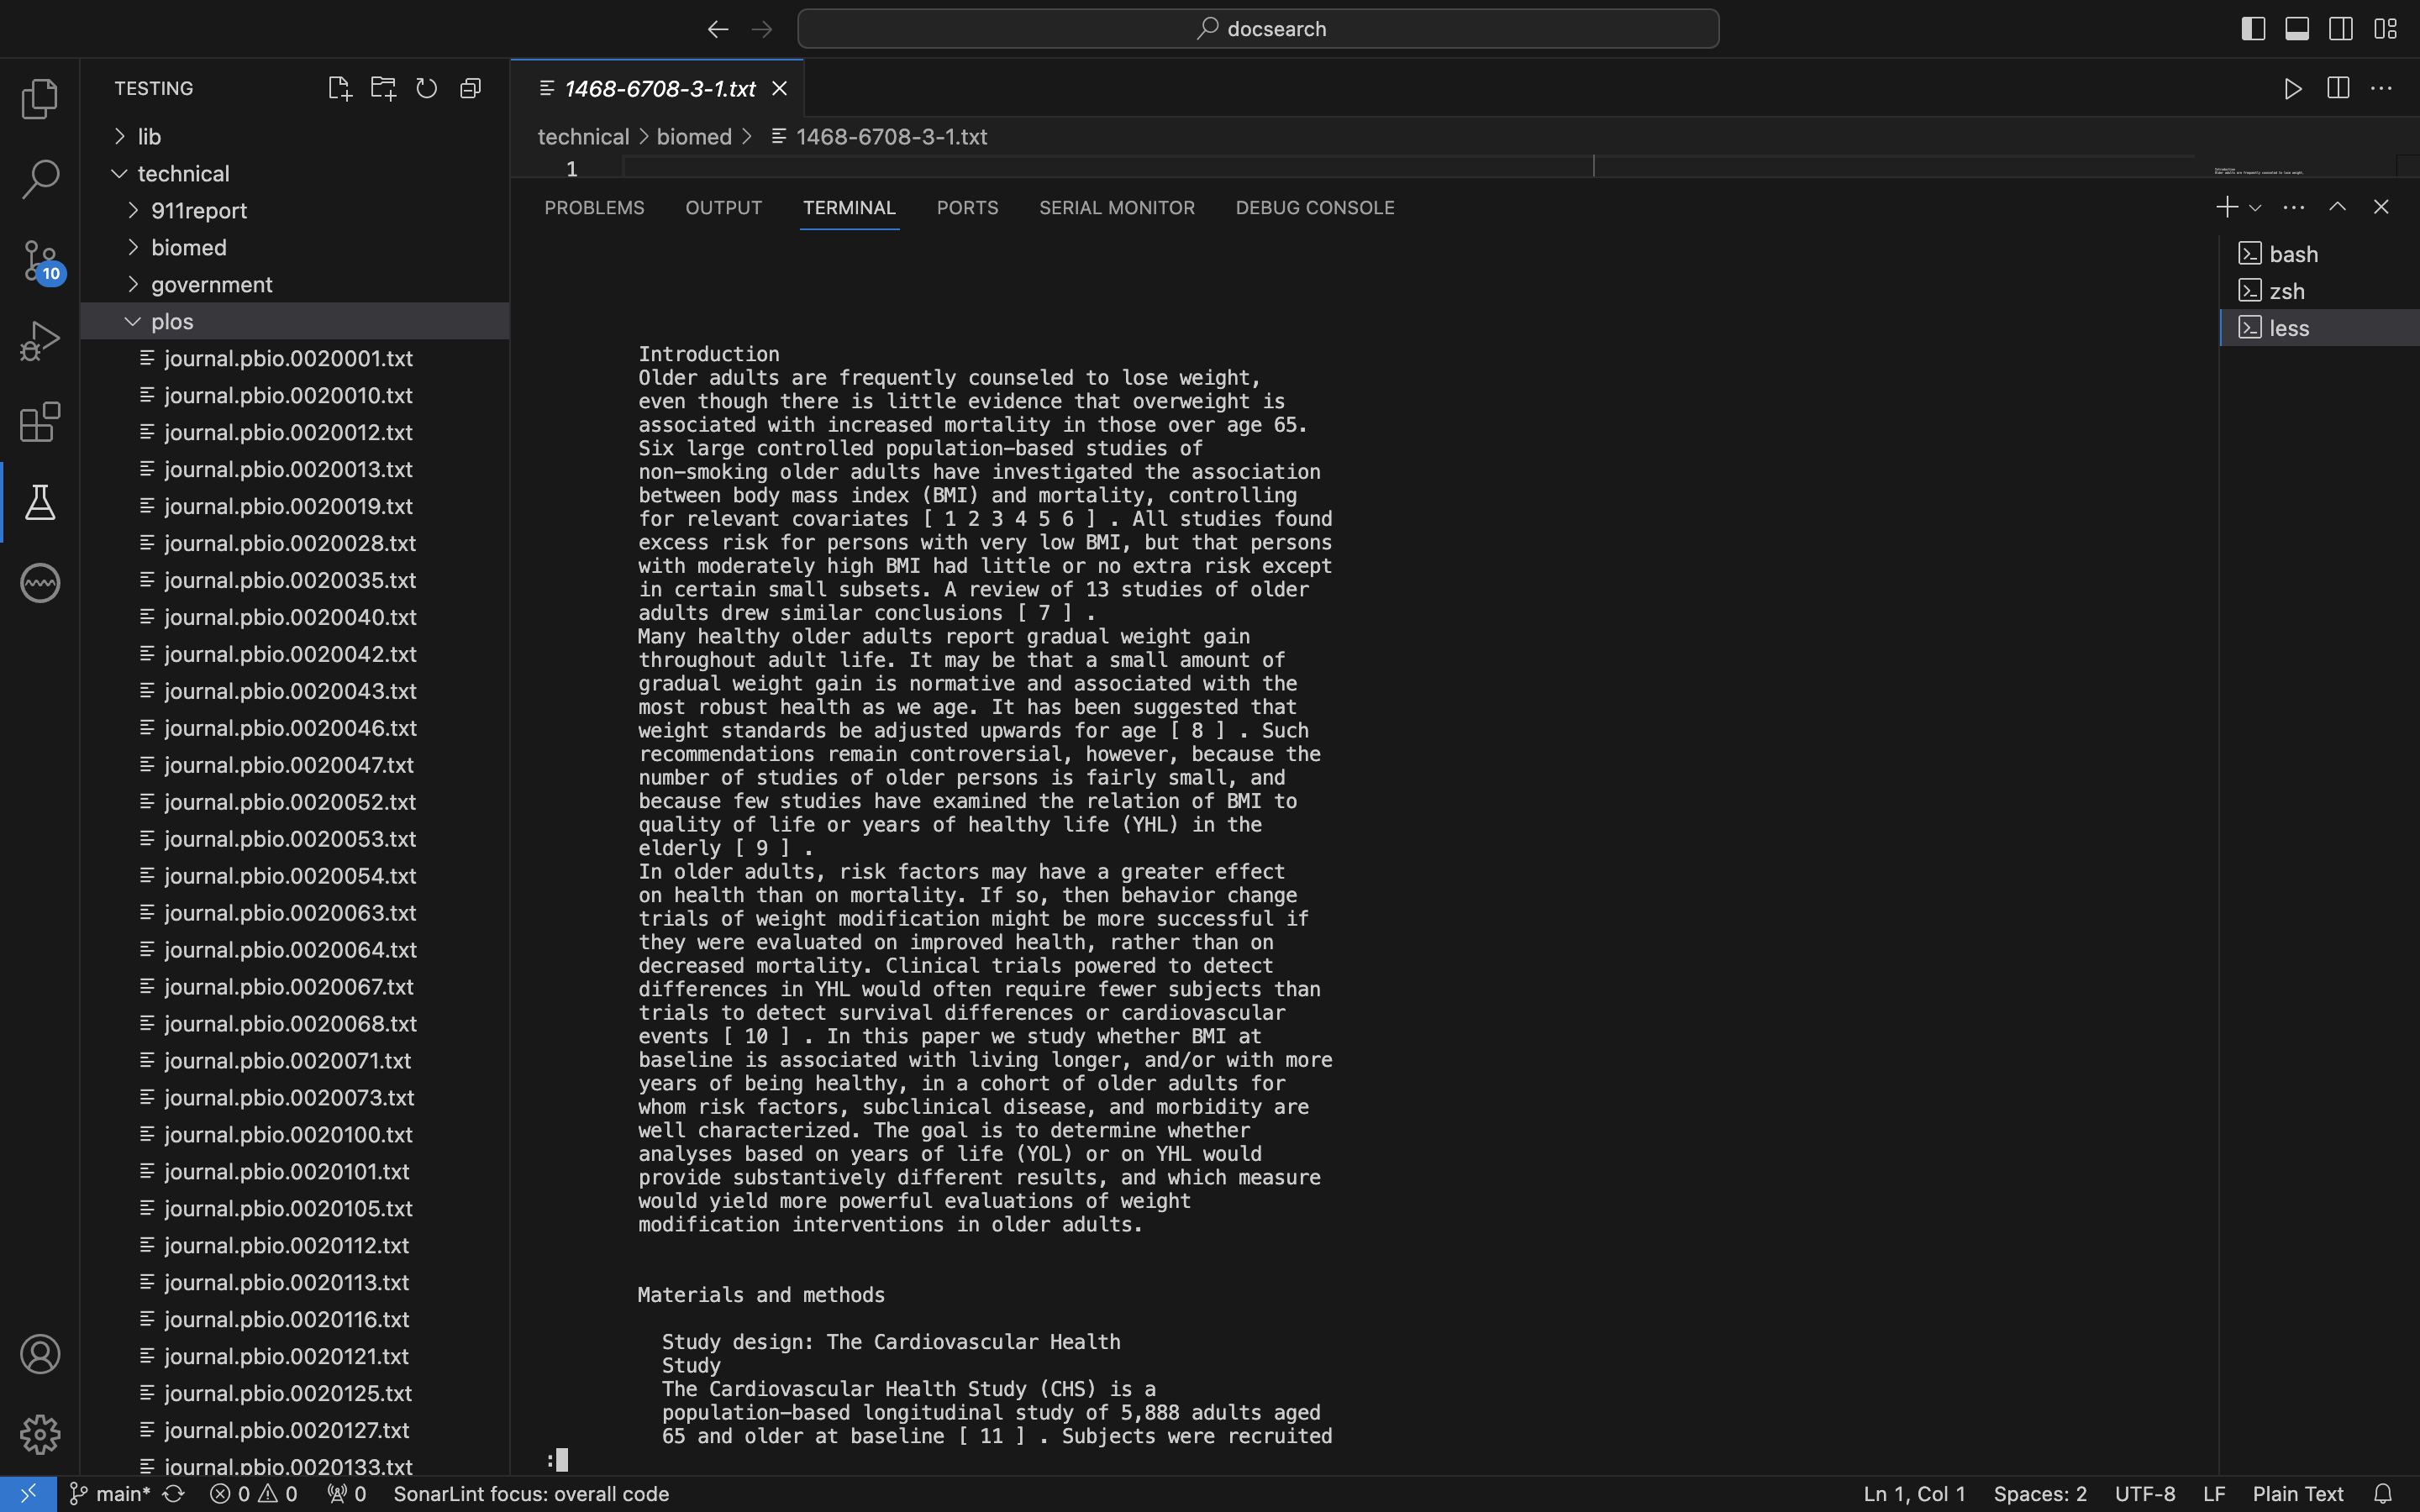 docsearch
TESTING
lib
technical
911report
biomed
government
plos
journal.pbio.0020001.txt
journal.pbio.0020010.txt
journal.pbio.0020012.txt
journal.pbio.0020013.txt
journal.pbio.0020019.txt
journal.pbio.0020028.txt
journal.pbio.0020035.txt
journal.pbio.0020040.txt
journal.pbio.0020042.txt
journal.pbio.0020043.txt
journal.pbio.0020046.txt
journal.pbio.0020047.txt
journal.pbio.0020052.txt
journal.pbio.0020053.txt
journal.pbio.0020054.txt
journal.pbio.0020063.txt
journal.pbio.0020064.txt
journal.pbio.0020067.txt
journal.pbio.0020068.txt
journal.pbio.0020071.txt
journal.pbio.0020073.txt
journal.pbio.0020100.txt
journal.pbio.0020101.txt
journal.pbio.0020105.txt
journal.pbio.0020112.txt
journal.pbio.0020113.txt
journal.pbio.0020116.txt
journal.pbio.0020121.txt
journal.pbio.0020125.txt
journal.pbio.0020127.txt
journal.pbio.0020133.txt
10
1468-6708-3-1.txt
technical > biomed > 1468-6708-3-1.txt
1
PROBLEMS OUTPUT TERMINAL PORTS SERIAL MONITOR DEBUG CONSOLE
Introduction
Older adults are frequently counseled to lose weight,
even though there is little evidence that overweight is
associated with increased mortality in those over age 65.
Six large controlled population-based studies of
non-smoking older adults have investigated the association
between body mass index (BMI) and mortality, controlling
for relevant covariates [ 1 2 3 4 5 6 ] . All studies found
excess risk for persons with very low BMI, but that persons
with moderately high BMI had little or no extra risk except
in certain small subsets. A review of 13 studies of older
adults drew similar conclusions [ 7 ] .
Many healthy older adults report gradual weight gain
throughout adult life. It may be that a small amount of
gradual weight gain is normative and associated with the
most robust health as we age. It has been suggested that
weight standards be adjusted upwards for age [ 8 ] . Such
recommendations remain controversial, however, because the
number of studies of older persons is fairly small, and
because few studies have examined the relation of BMI to
quality of life or years of healthy life (YHL) in the
elderly [ 9 ] .
In older adults, risk factors may have a greater effect
on health than on mortality. If so, then behavior change
trials of weight modification might be more successful if
they were evaluated on improved health, rather than on
decreased mortality. Clinical trials powered to detect
differences in YHL would often require fewer subjects than
trials to detect survival differences or cardiovascular
events [ 10 ] . In this paper we study whether BMI at
baseline is associated with living longer, and/or with more
years of being healthy, in a cohort of older adults for
whom risk factors, subclinical disease, and morbidity are
well characterized. The goal is to determine whether
analyses based on years of life (YOL) or on YHL would
provide substantively different results, and which measure
would yield more powerful evaluations of weight
modification interventions in older adults.
Materials and methods
Study design: The Cardiovascular Health
Study
The Cardiovascular Health Study (CHS) is a
population-based longitudinal study of 5,888 adults aged
65 and older at baseline [ 11 ] . Subjects were recruited
:
bash
zsh
less
main* 0 0 0 SonarLint focus: overall code
Ln 1, Col 1 Spaces: 2 UTF-8 LF Plain Text